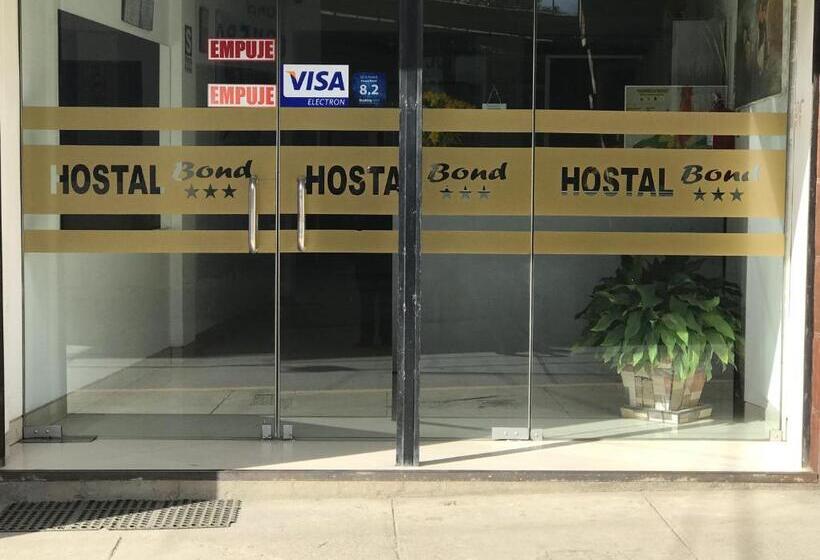 EMPUJE
EMPUJE
VISA
ELECTRON
8,2
HOSTAL Bond
HOSTAL Bond
HOSTAL Bond